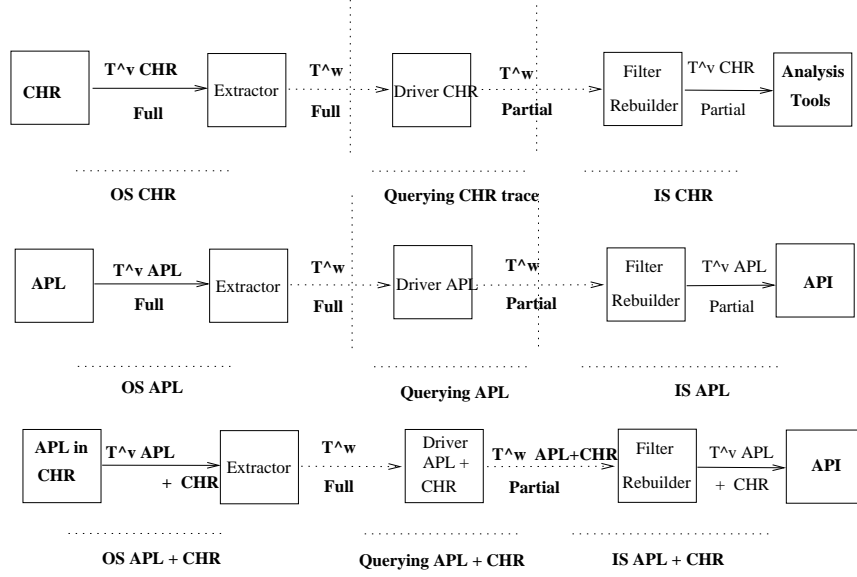 CHR
T^v CHR
Full
Extractor
T^w
Full
Driver CHR
T^w
Partial
Filter
Rebuilder
T^v CHR
Partial
Analysis
Tools
OS CHR
Querying CHR trace
IS CHR
APL
T^v APL
Full
Extractor
T^w
Full
Driver APL
T^w
Partial
Filter
Rebuilder
T^v APL
Partial
API
OS APL
Querying APL
IS APL
APL in
CHR
T^v APL
+ CHR
Extractor
T^w
Full
Driver
APL +
CHR
T^w APL+CHR
Partial
Filter
Rebuilder
T^v APL
+ CHR
API
OS APL + CHR
Querying APL + CHR
IS APL + CHR